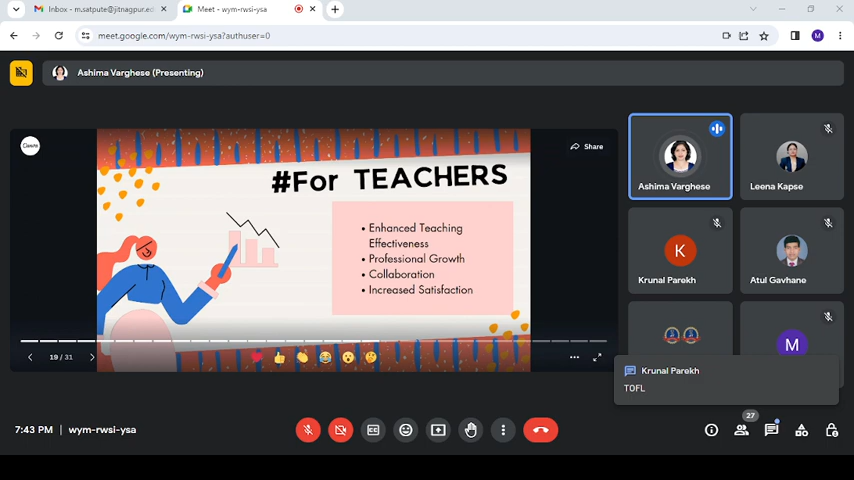 Inbox - m.satpute@jitnagpur.ed
Meet - wym-rwsi-ysa
meet.google.com/wym-rwsi-ysa?authuser=0
M
Ashima Varghese (Presenting)
Canva
Share
#For TEACHERS
• Enhanced Teaching
Effectiveness
• Professional Growth
• Collaboration
• Increased Satisfaction
19 / 31
Ashima Varghese
Leena Kapse
K
Krunal Parekh
Atul Gavhane
M
Krunal Parekh
TOFL
7:43 PM | wym-rwsi-ysa
CC
27